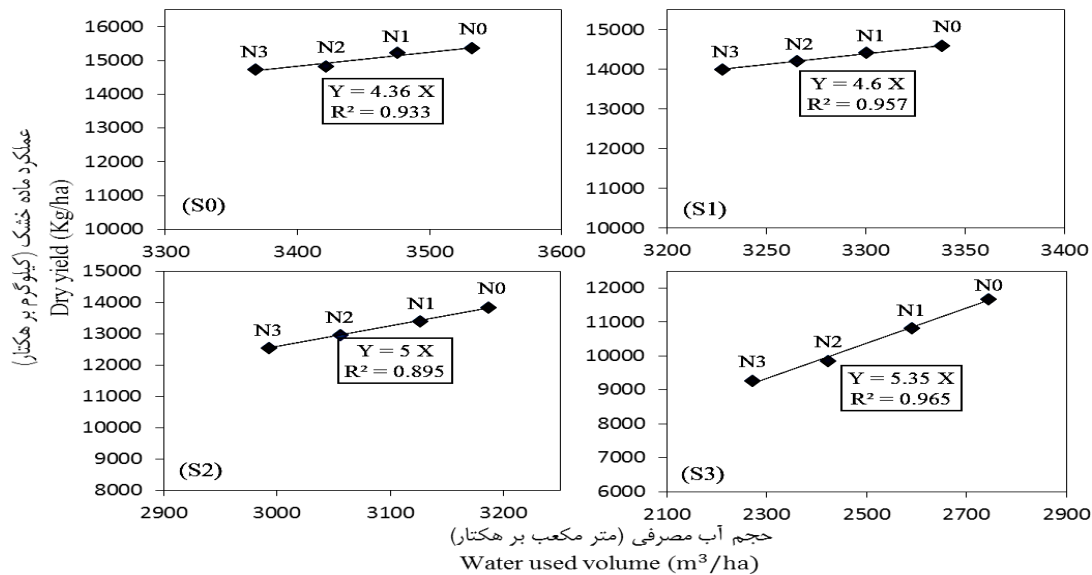 عملکرد ماده خشک (کیلوگرم بر هکتار)
Dry yield (Kg/ha)
16000
15000
14000
13000
12000
11000
10000
N3 N2 N1 N0
Y = 4.36 X
R² = 0.933
(S0)
3300 3400 3500 3600
15000
14000
13000
12000
11000
10000
N3 N2 N1 N0
Y = 4.6 X
R² = 0.957
(S1)
3200 3250 3300 3350 3400
15000
14000
13000
12000
11000
10000
9000
8000
N3 N2 N1 N0
Y = 5 X
R² = 0.895
(S2)
2900 3000 3100 3200
12000
11000
10000
9000
8000
7000
6000
N3 N2 N1 N0
Y = 5.35 X
R² = 0.965
(S3)
2100 2300 2500 2700 2900
حجم آب مصرفی (متر مکعب بر هکتار)
Water used volume (m³/ha)